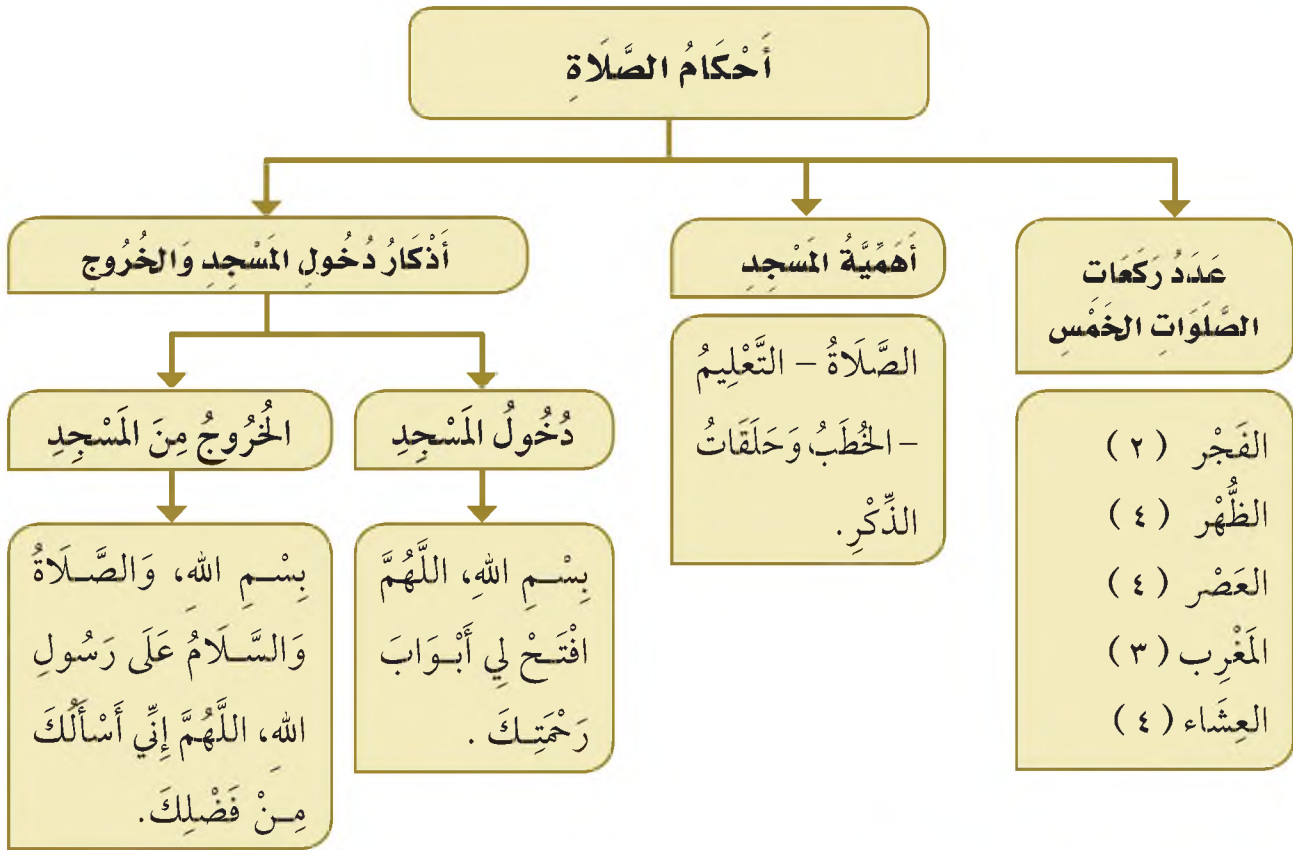 أَحْكَامُ الصَّلَاةِ
عَدَدُ رَكَعَات
الصَّلَوَاتِ الخَمْسِ
الفَجْر (٢)
الظُّهْر (٤)
العَصْر (٤)
المَغْرِب (٣)
العِشَاء (٤)
أَهَمِّيَّةُ المَسْجِدِ
الصَّلَاةُ – التَّعْلِيمُ
– الخُطَبُ وَحَلَقَاتُ
الذِّكْرِ.
أَذْكَارُ دُخُولِ المَسْجِدِ وَالخُرُوجِ
دُخُولُ المَسْجِدِ
بِسْمِ اللهِ، اللَّهُمَّ
افْتَحْ لِي أَبْوَابَ
رَحْمَتِكَ .
الخُرُوجُ مِنَ المَسْجِدِ
بِسْمِ اللهِ، وَالصَّلَاةُ
وَالسَّلَامُ عَلَى رَسُولِ
اللهِ، اللَّهُمَّ إِنِّي أَسْأَلُكَ
مِنْ فَضْلِكَ.